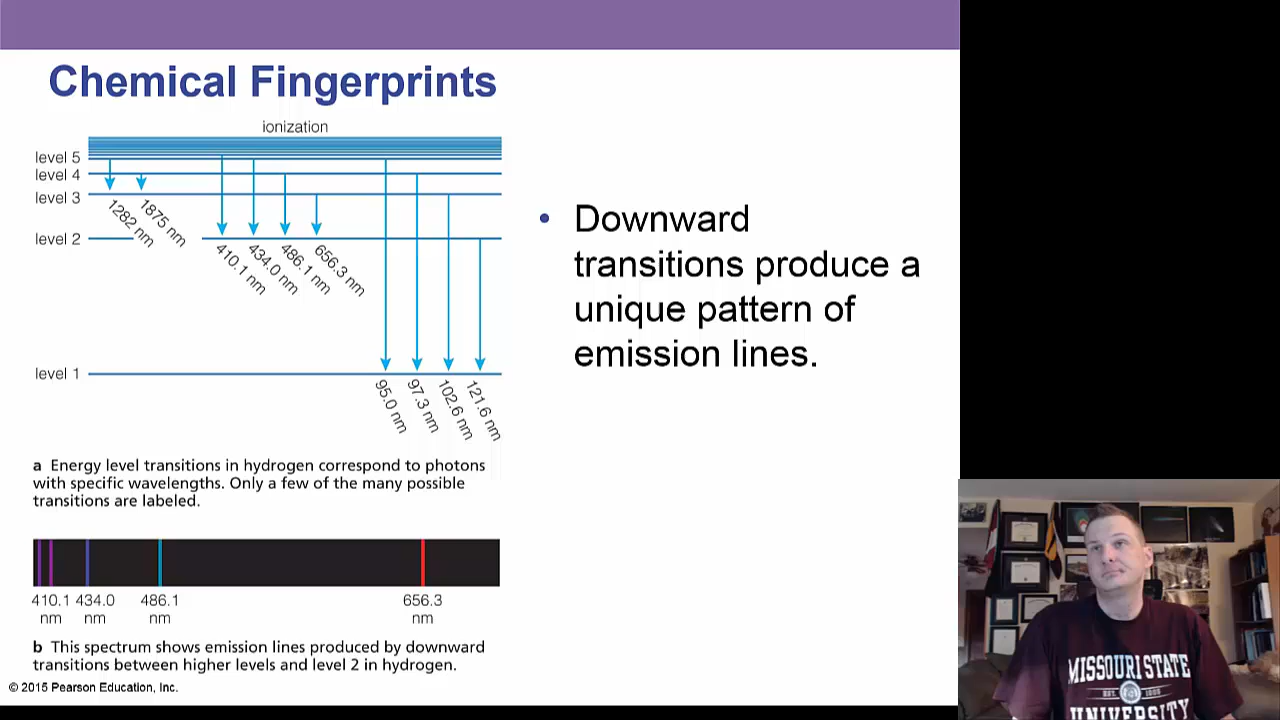 Chemical Fingerprints
ionization
level 5
level 4
level 3
level 2
level 1
1282 nm
1875 nm
410.1 nm
434.0 nm
486.1 nm
656.3 nm
95.0 nm
97.3 nm
102.6 nm
121.6 nm
a Energy level transitions in hydrogen correspond to photons
with specific wavelengths. Only a few of the many possible
transitions are labeled.
410.1 434.0 486.1 656.3
nm nm nm nm
b This spectrum shows emission lines produced by downward
transitions between higher levels and level 2 in hydrogen.
© 2015 Pearson Education, Inc.
• Downward
transitions produce a
unique pattern of
emission lines.
MISSOURI STATE
EST. 1905
UNIVERSITY